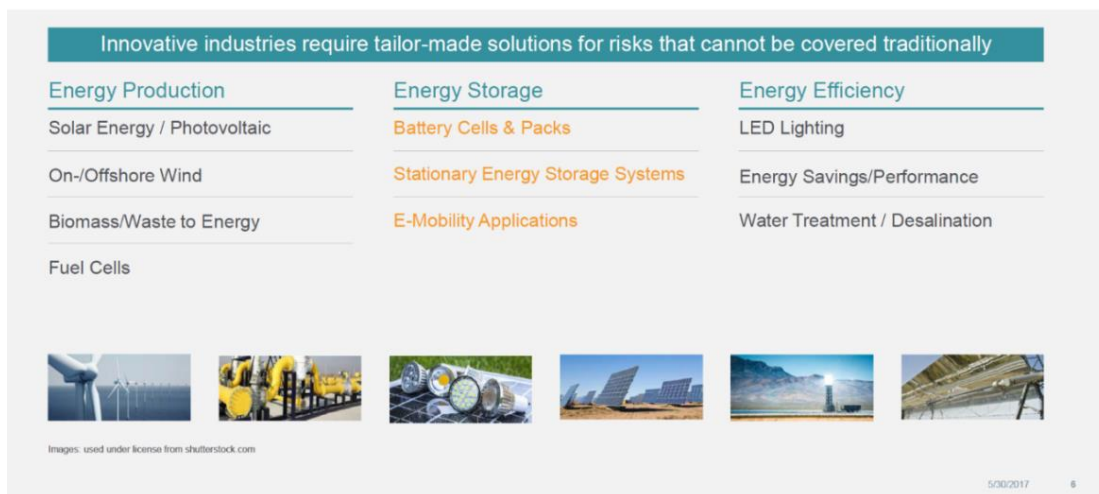 Innovative industries require tailor-made solutions for risks that cannot be covered traditionally
Energy Production
Solar Energy / Photovoltaic
On-/Offshore Wind
Biomass/Waste to Energy
Fuel Cells
Energy Storage
Battery Cells & Packs
Stationary Energy Storage Systems
E-Mobility Applications
Energy Efficiency
LED Lighting
Energy Savings/Performance
Water Treatment / Desalination
Images: used under license from shutterstock.com
5/30/2017
6